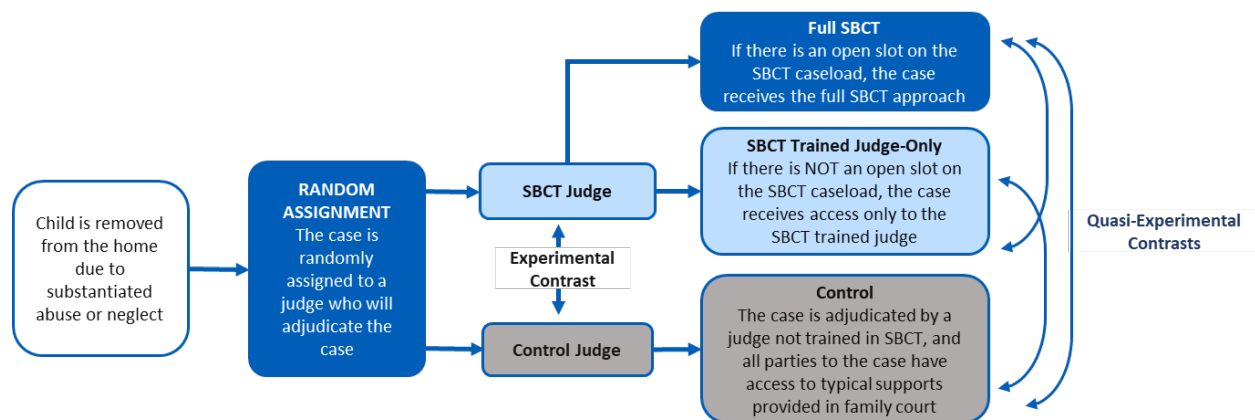 Child is removed
from the home
due to
substantiated
abuse or neglect
RANDOM
ASSIGNMENT
The case is
randomly
assigned to a
judge who will
adjudicate the
case
SBCT Judge
Experimental
Contrast
Control Judge
Full SBCT
If there is an open slot on
the SBCT caseload, the case
receives the full SBCT approach
SBCT Trained Judge-Only
If there is NOT an open slot on
the SBCT caseload, the case
receives access only to the
SBCT trained judge
Control
The case is adjudicated by a
judge not trained in SBCT, and
all parties to the case have
access to typical supports
provided in family court
Quasi-Experimental
Contrasts